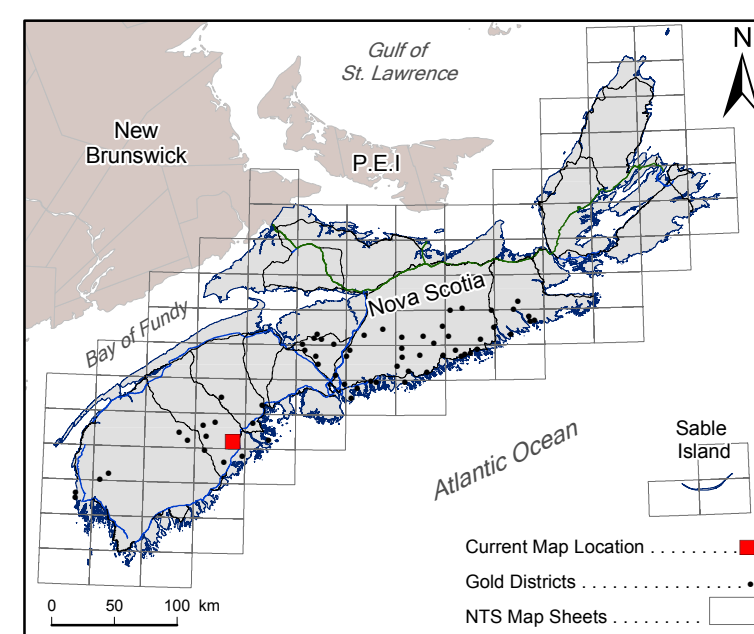 Gulf of
St. Lawrence
N
New
Brunswick
P.E.I
Nova Scotia
Bay of Fundy
Sable
Island
Atlantic Ocean
Current Map Location . . . . . . . . .
Gold Districts . . . . . . . . . . . . . . . . .
NTS Map Sheets . . . . . . . . .
0 50 100 km